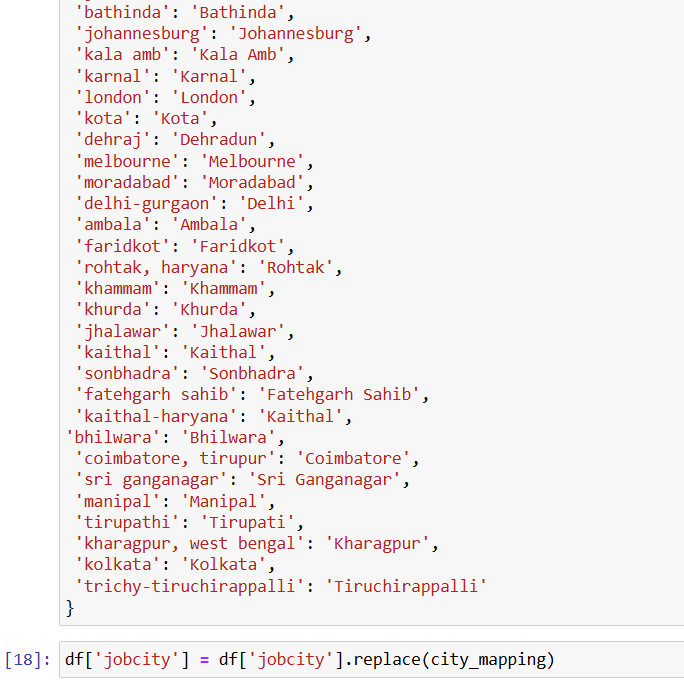 'bathinda': 'Bathinda',
'johannesburg': 'Johannesburg',
'kala amb': 'Kala Amb',
'karnal': 'Karnal',
'london': 'London',
'kota': 'Kota',
'dehraj': 'Dehradun',
'melbourne': 'Melbourne',
'moradabad': 'Moradabad',
'delhi-gurgaon': 'Delhi',
'ambala': 'Ambala',
'faridkot': 'Faridkot',
'rohtak, haryana': 'Rohtak',
'khammam': 'Khammam',
'khurda': 'Khurda',
'jhalawar': 'Jhalawar',
'kaithal': 'Kaithal',
'sonbhadra': 'Sonbhadra',
'fatehgarh sahib': 'Fatehgarh Sahib',
'kaithal-haryana': 'Kaithal',
'bhilwara': 'Bhilwara',
'coimbatore, tirupur': 'Coimbatore',
'sri ganganagar': 'Sri Ganganagar',
'manipal': 'Manipal',
'tirupathi': 'Tirupati',
'kharagpur, west bengal': 'Kharagpur',
'kolkata': 'Kolkata',
'trichy-tiruchirappalli': 'Tiruchirappalli'
}
[18]: df['jobcity'] = df['jobcity'].replace(city_mapping)